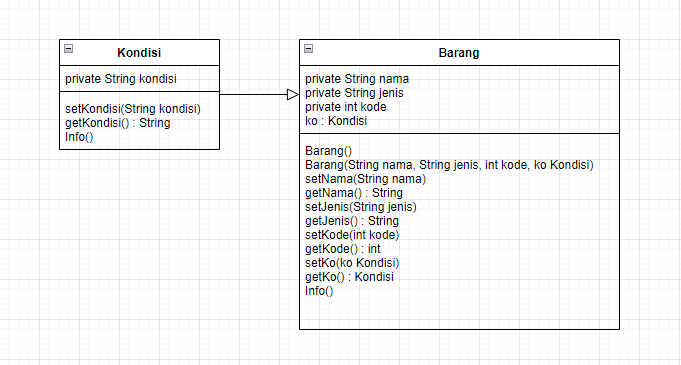 Kondisi
private String kondisi
setKondisi(String kondisi)
getKondisi() : String
Info()
Barang
private String nama
private String jenis
private int kode
ko : Kondisi
Barang()
Barang(String nama, String jenis, int kode, ko Kondisi)
setNama(String nama)
getNama() : String
setJenis(String jenis)
getJenis() : String
setKode(int kode)
getKode() : int
setKo(ko Kondisi)
getKo() : Kondisi
Info()